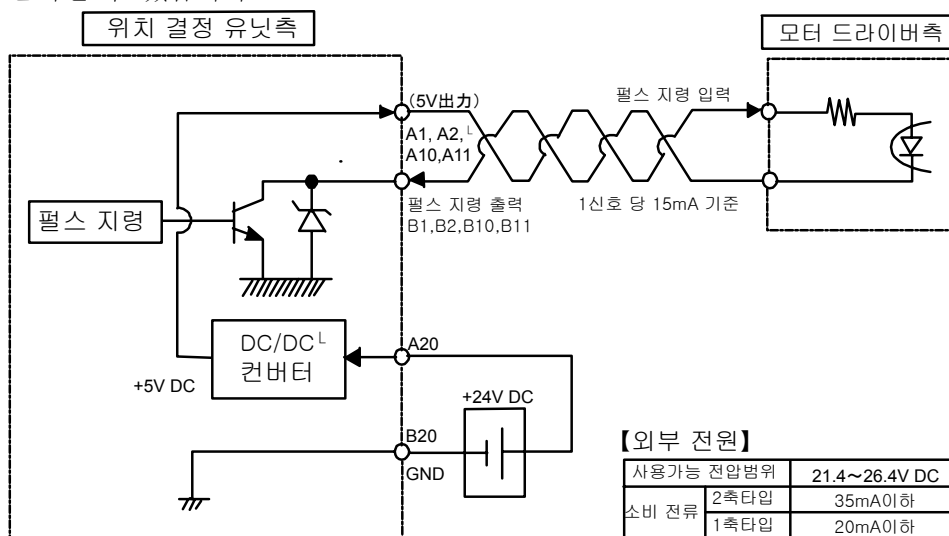 위치 결정 유닛측
모터 드라이버측
(5V出力)
펄스 지령 입력
A1, A2,└
A10,A11
펄스 지령
펄스 지령 출력
B1,B2,B10,B11
1신호 당 15mA 기준
DC/DC└
컨버터
+5V DC
A20
+24V DC
B20
GND
【외부 전원】
사용가능 전압범위 21.4~26.4V DC
소비 전류 2축타입 35mA이하
1축타입 20mA이하